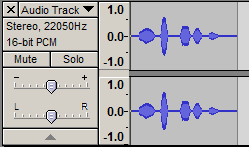 × Audio Track ▼
Stereo, 22050Hz
16-bit PCM
Mute Solo
- +
L R
1.0
0.0
-1.0
1.0
0.0
-1.0